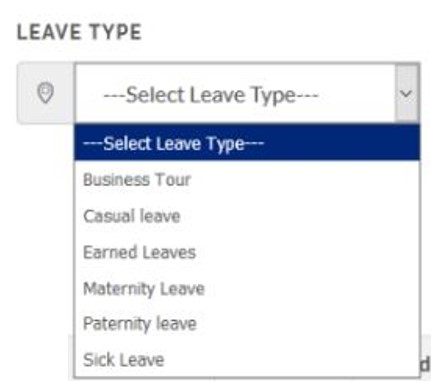 LEAVE TYPE
---Select Leave Type---
---Select Leave Type---
Business Tour
Casual leave
Earned Leaves
Maternity Leave
Paternity leave
Sick Leave